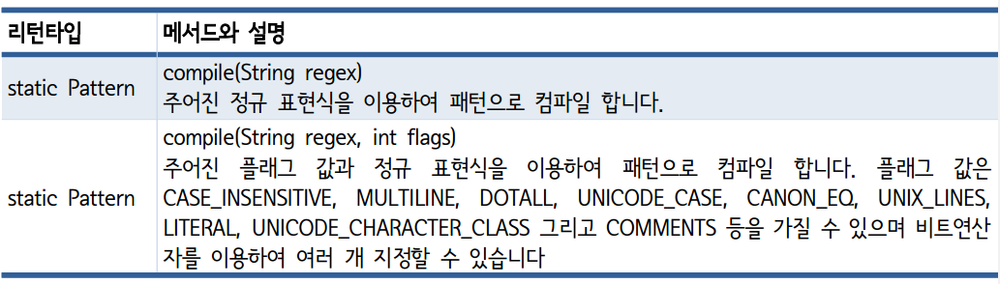 리턴타입 메서드와 설명
static Pattern
compile(String regex)
주어진 정규 표현식을 이용하여 패턴으로 컴파일 합니다.
static Pattern
compile(String regex, int flags)
주어진 플래그 값과 정규 표현식을 이용하여 패턴으로 컴파일 합니다. 플래그 값은
CASE_INSENSITIVE, MULTILINE, DOTALL, UNICODE_CASE, CANON_EQ, UNIX_LINES,
LITERAL, UNICODE_CHARACTER_CLASS 그리고 COMMENTS 등을 가질 수 있으며 비트연산
자를 이용하여 여러 개 지정할 수 있습니다